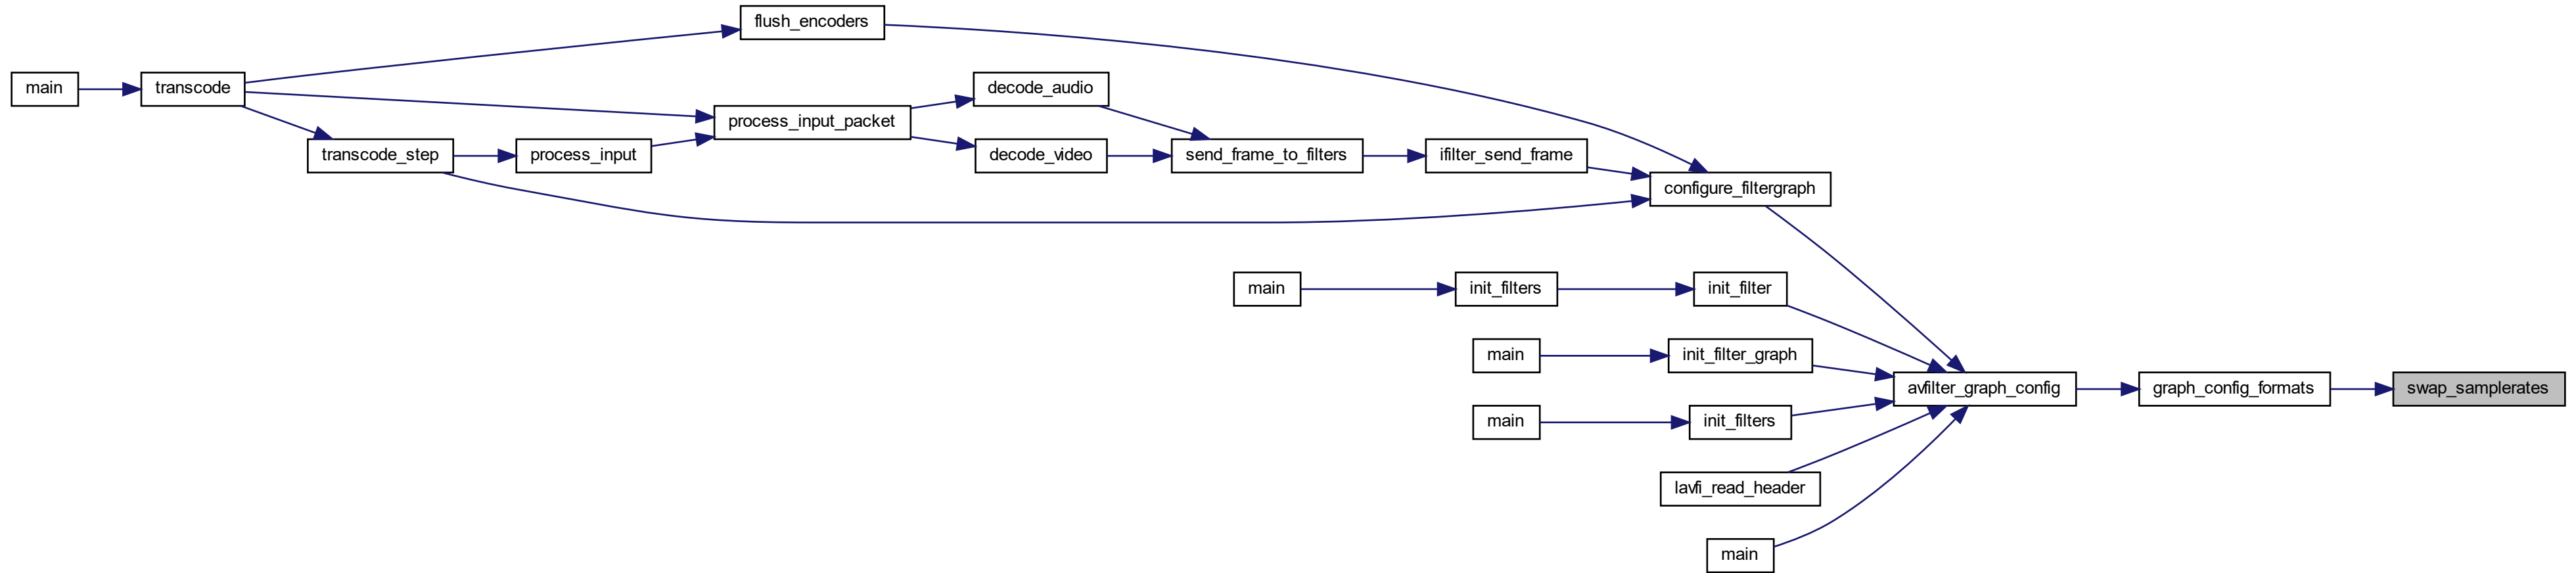 flush_encoders
main
transcode
decode_audio
process_input_packet
transcode_step
process_input
decode_video
send_frame_to_filters
ifilter_send_frame
configure_filtergraph
main
init_filters
init_filter
main
init_filter_graph
avfilter_graph_config
graph_config_formats
swap_samplerates
main
init_filters
lavfi_read_header
main